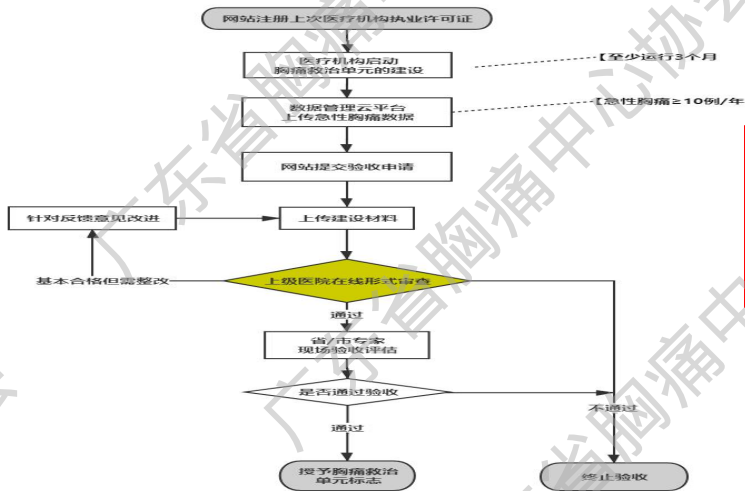 网站注册上次医疗机构执业许可证
医疗机构启动
胸痛救治单元的建设
【至少运行3个月
数据管理云平台
上传急性胸痛数据
【急性胸痛≥10例/年
网站提交验收申请
针对反馈意见改进
上传建设材料
基本合格但需整改
上级医院在线形式审查
通过
省/市专家
现场验收评估
是否通过验收
不通过
通过
授予胸痛救治
单元标志
终止验收
广东省胸痛中心协会